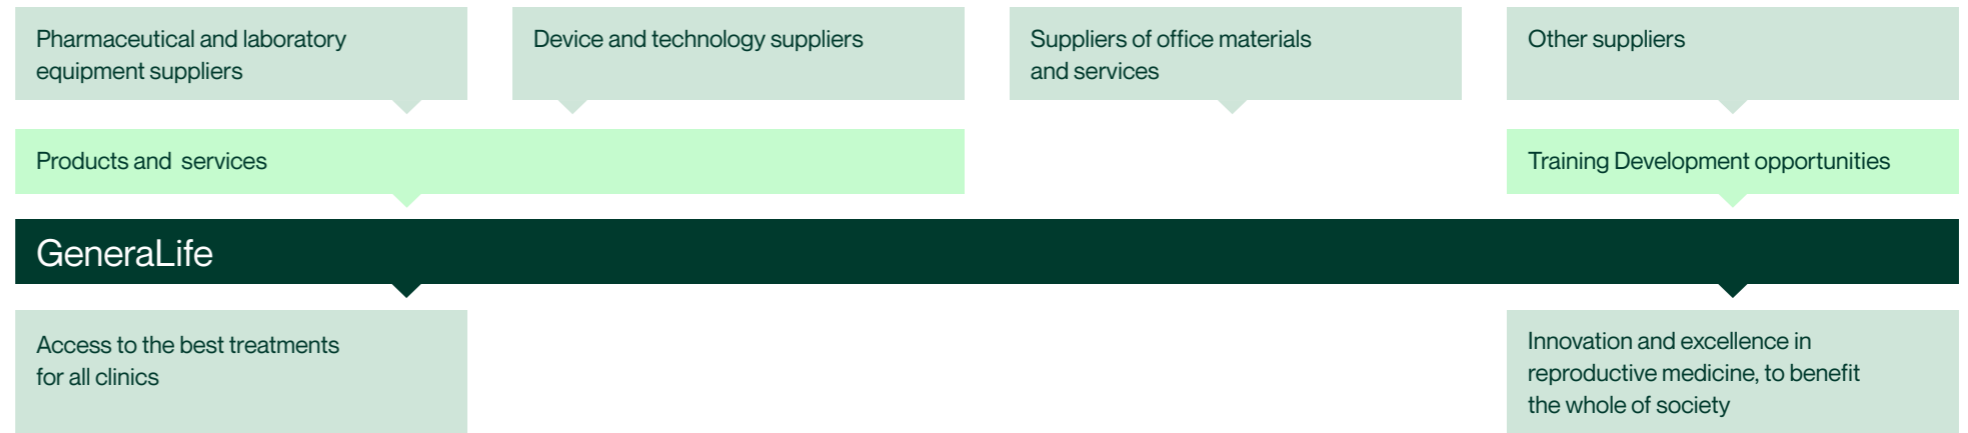 Pharmaceutical and laboratory
equipment suppliers
Device and technology suppliers
Suppliers of office materials
and services
Other suppliers
Products and  services
Training Development opportunities
GeneraLife
Access to the best treatments
for all clinics
Innovation and excellence in
reproductive medicine, to benefit
the whole of society